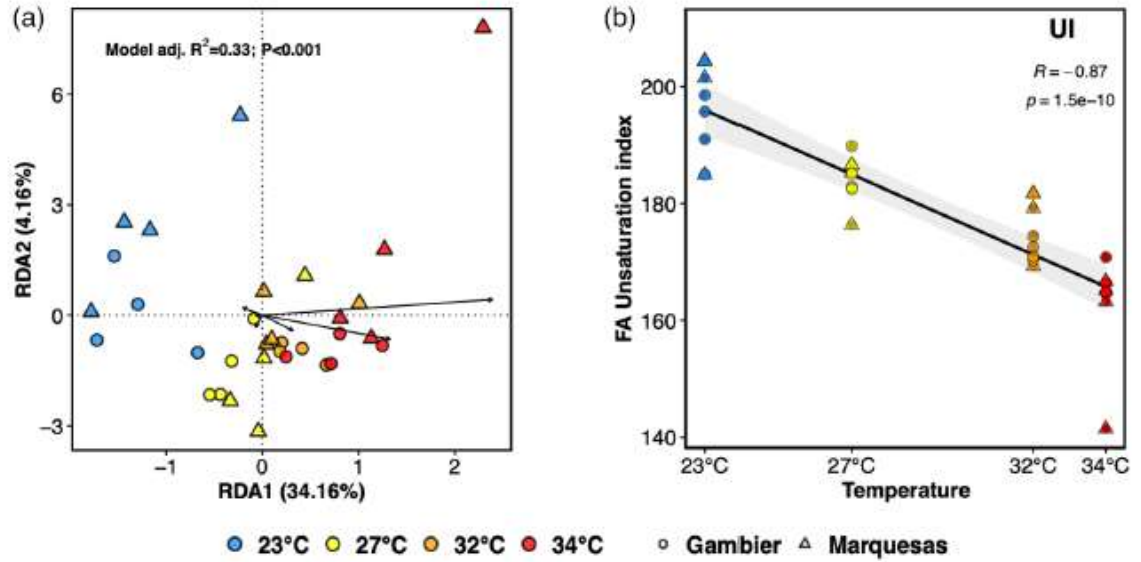 (a)
Model adj. R²=0.33; P<0.001
6
3
0
−3
RDA2 (4.16%)
−1
0
1
2
RDA1 (34.16%)
(b)
UI
R = −0.87
p = 1.5e−10
200
180
160
140
FA Unsaturation index
23°C
27°C
32°C
34°C
Temperature
23°C
27°C
32°C
34°C
Gambier
Marquesas